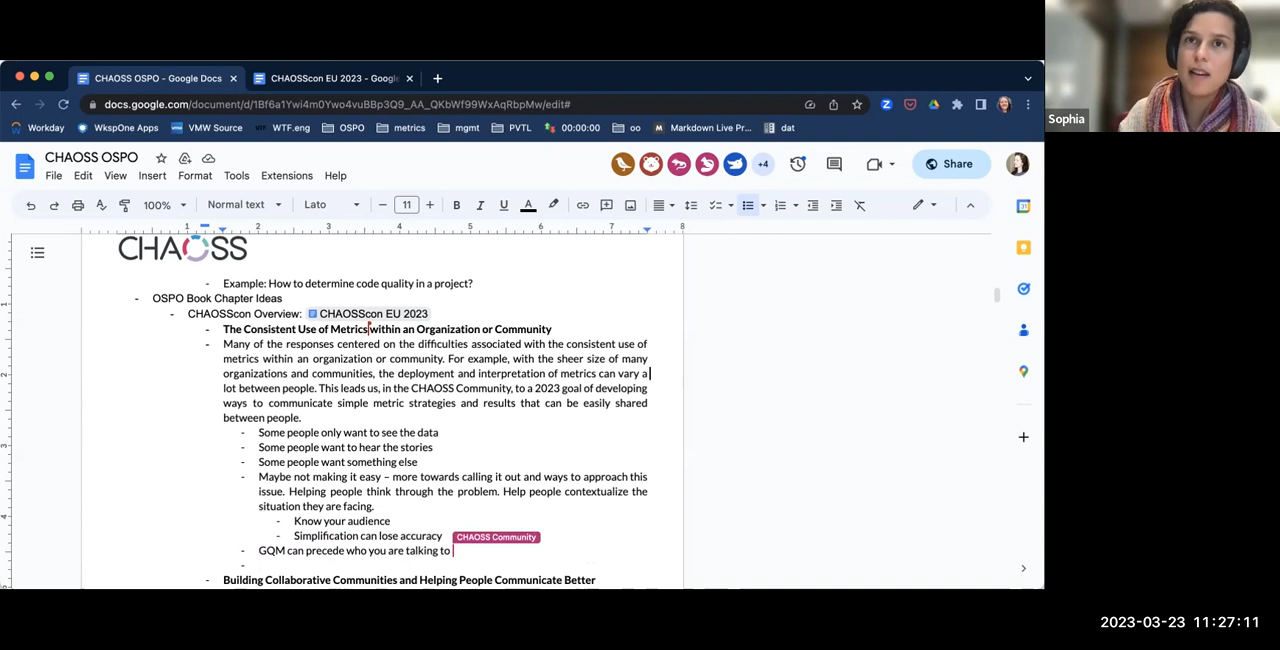 CHAOSS OSPO - Google Docs
CHAOSScon EU 2023 - Google
docs.google.com/document/d/1Bf6a1Ywi4m0Ywo4vuBBp3Q9_AA_QKbWf99WxAqRbpMw/edit#
Workday WkspOne Apps VMW Source WTF.eng OSPO metrics mgmt PVTL 00:00:00 oo Markdown Live Pr... dat
Sophia
CHAOSS OSPO
File Edit View Insert Format Tools Extensions Help
+4
Share
100% Normal text Lato 11 B I U A
1 2 3 4 5 6 7 8
CHAOSS
- Example: How to determine code quality in a project?
- OSPO Book Chapter Ideas
- CHAOSScon Overview: CHAOSScon EU 2023
- The Consistent Use of Metrics within an Organization or Community
- Many of the responses centered on the difficulties associated with the consistent use of
metrics within an organization or community. For example, with the sheer size of many
organizations and communities, the deployment and interpretation of metrics can vary a
lot between people. This leads us, in the CHAOSS Community, to a 2023 goal of developing
ways to communicate simple metric strategies and results that can be easily shared
between people.
- Some people only want to see the data
- Some people want to hear the stories
- Some people want something else
- Maybe not making it easy – more towards calling it out and ways to approach this
issue. Helping people think through the problem. Help people contextualize the
situation they are facing.
- Know your audience
- Simplification can lose accuracy
CHAOSS Community
- GQM can precede who you are talking to
-
- Building Collaborative Communities and Helping People Communicate Better
2023-03-23 11:27:11